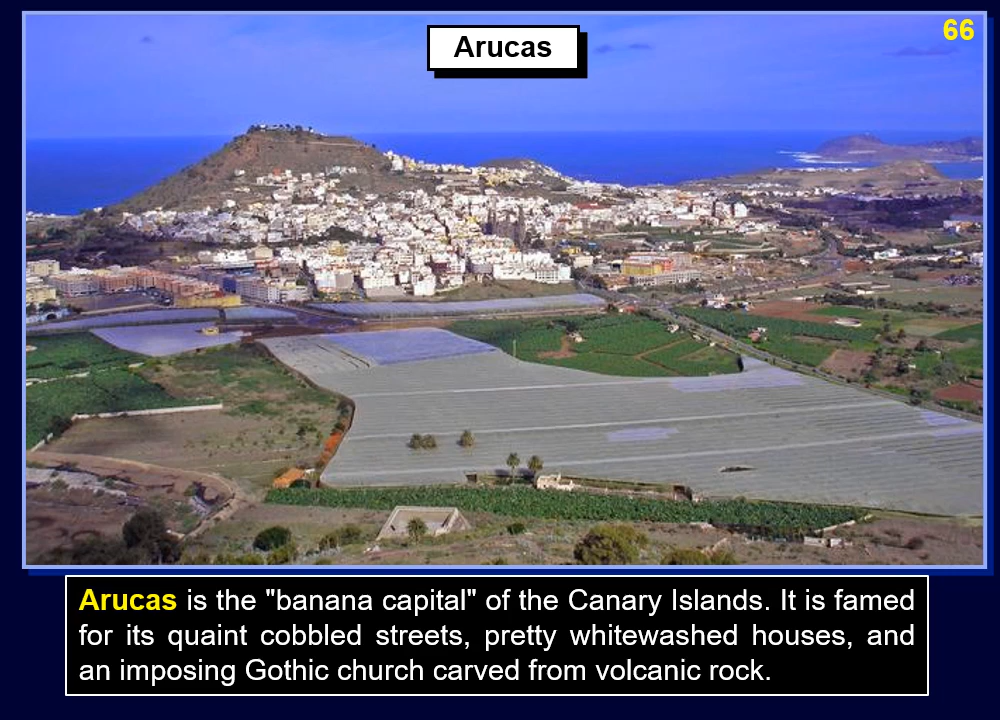 66
Arucas
Arucas is the "banana capital" of the Canary Islands. It is famed
for its quaint cobbled streets, pretty whitewashed houses, and
an imposing Gothic church carved from volcanic rock.